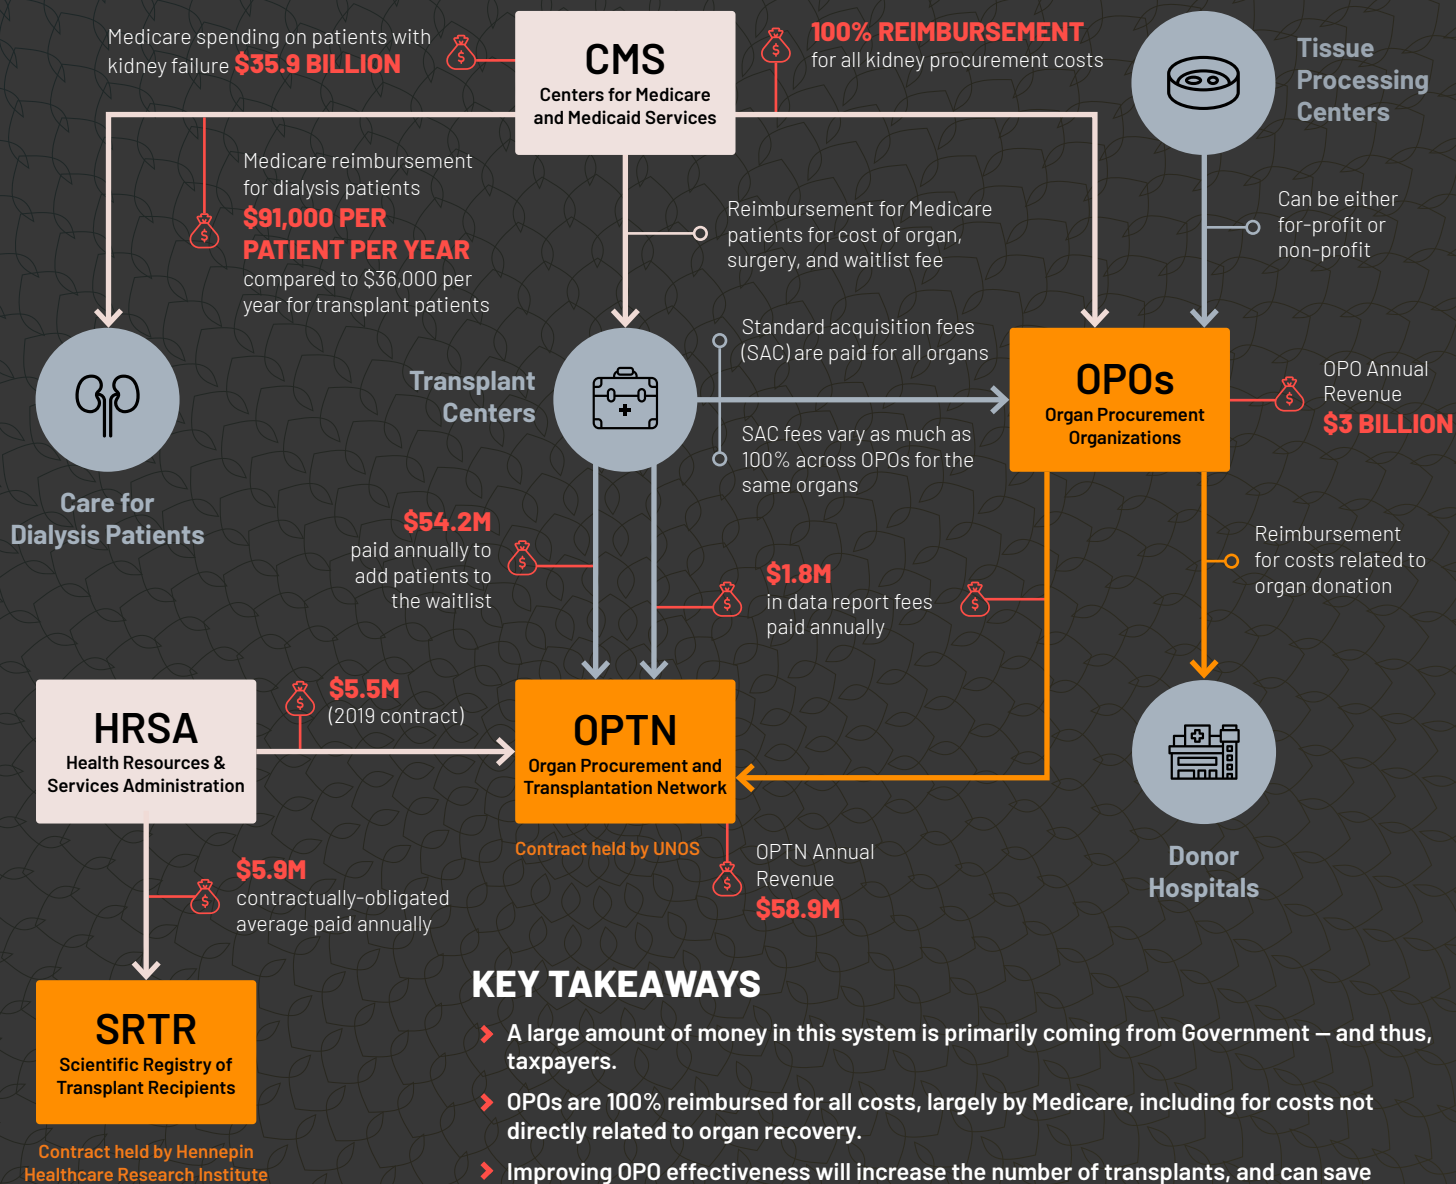 Medicare spending on patients with
kidney failure $35.9 BILLION
CMS
Centers for Medicare
and Medicaid Services
100% REIMBURSEMENT
for all kidney procurement costs
Tissue
Processing
Centers
Medicare reimbursement
for dialysis patients
$91,000 PER
PATIENT PER YEAR
compared to $36,000 per
year for transplant patients
Reimbursement for Medicare
patients for cost of organ,
surgery, and waitlist fee
Can be either
for-profit or
non-profit
Care for
Dialysis Patients
Transplant
Centers
Standard acquisition fees
(SAC) are paid for all organs
SAC fees vary as much as
100% across OPOs for the
same organs
OPOs
Organ Procurement
Organizations
OPO Annual
Revenue
$3 BILLION
$54.2M
paid annually to
add patients to
the waitlist
$1.8M
in data report fees
paid annually
Reimbursement
for costs related to
organ donation
HRSA
Health Resources &
Services Administration
$5.5M
(2019 contract)
OPTN
Organ Procurement and
Transplantation Network
Contract held by UNOS
OPTN Annual
Revenue
$58.9M
Donor
Hospitals
$5.9M
contractually-obligated
average paid annually
SRTR
Scientific Registry of
Transplant Recipients
Contract held by Hennepin
Healthcare Research Institute
KEY TAKEAWAYS
A large amount of money in this system is primarily coming from Government — and thus,
taxpayers.
OPOs are 100% reimbursed for all costs, largely by Medicare, including for costs not
directly related to organ recovery.
Improving OPO effectiveness will increase the number of transplants, and can save